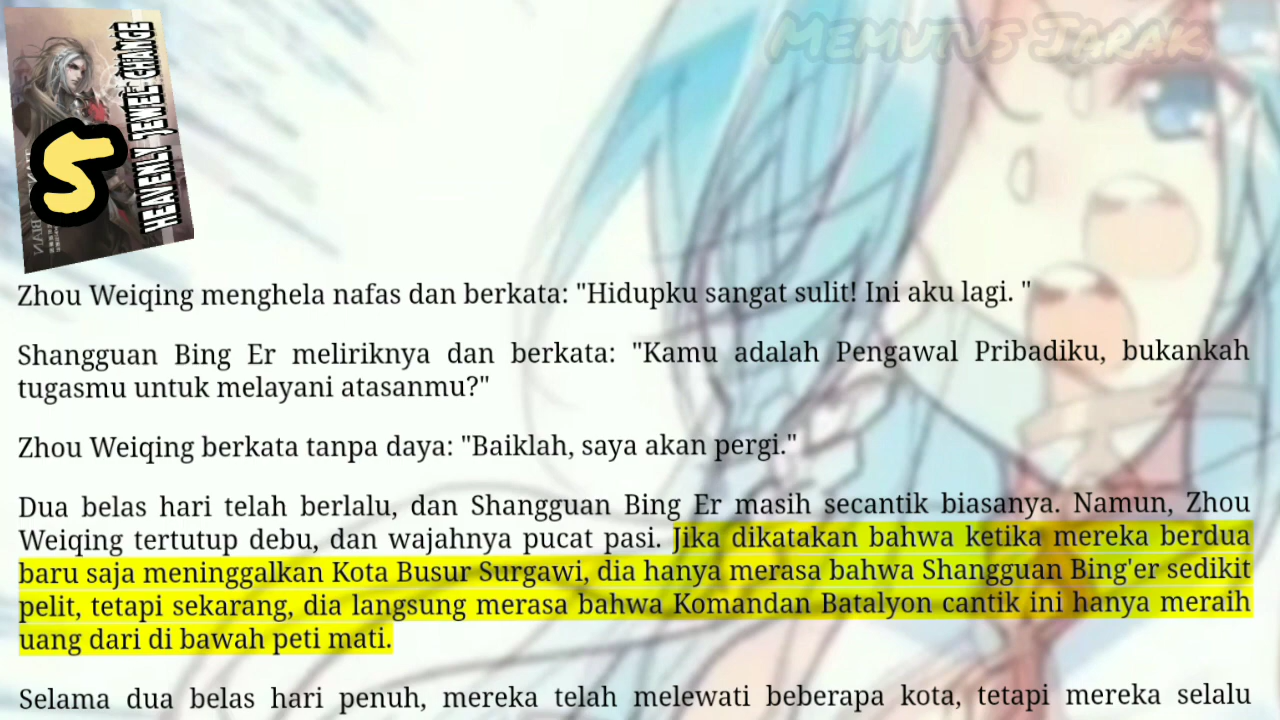 Memutus Jarak
HEAVENLY JEWEL CHANGE
5
Zhou Weiqing menghela nafas dan berkata: "Hidupku sangat sulit! Ini aku lagi. "
Shangguan Bing Er meliriknya dan berkata: "Kamu adalah Pengawal Pribadiku, bukankah
tugasmu untuk melayani atasanmu?"
Zhou Weiqing berkata tanpa daya: "Baiklah, saya akan pergi."
Dua belas hari telah berlalu, dan Shangguan Bing Er masih secantik biasanya. Namun, Zhou
Weiqing tertutup debu, dan wajahnya pucat pasi. Jika dikatakan bahwa ketika mereka berdua
baru saja meninggalkan Kota Busur Surgawi, dia hanya merasa bahwa Shangguan Bing'er sedikit
pelit, tetapi sekarang, dia langsung merasa bahwa Komandan Batalyon cantik ini hanya meraih
uang dari di bawah peti mati.
Selama dua belas hari penuh, mereka telah melewati beberapa kota, tetapi mereka selalu